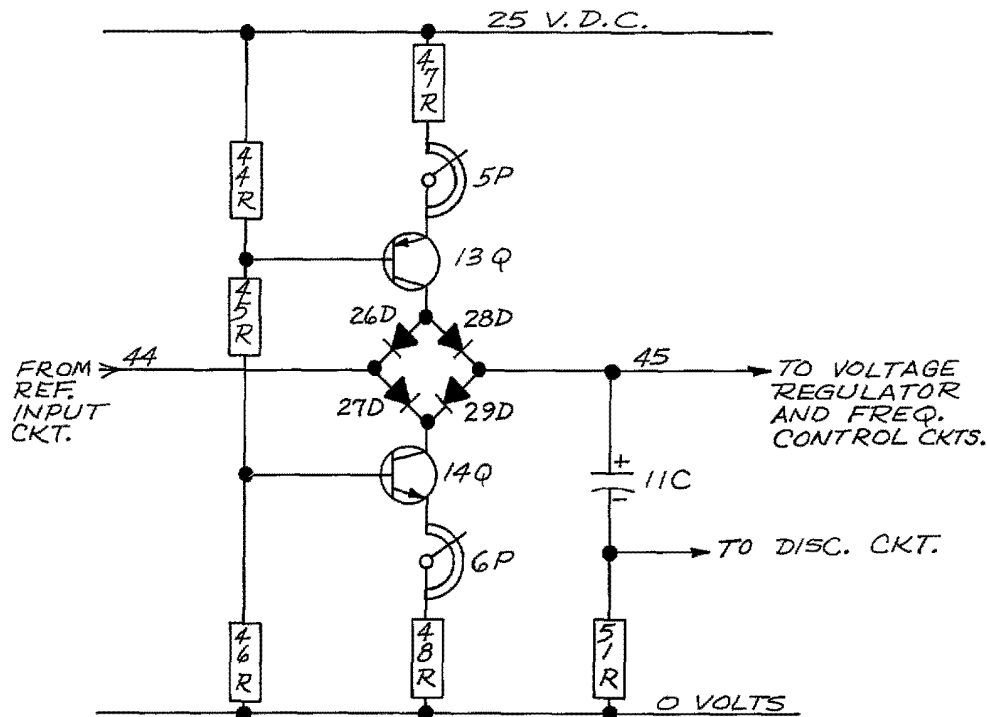 25 V.D.C.
47R
44R
5P
13Q
45R
26D
28D
FROM
REF.
INPUT
CKT.
44
45
TO VOLTAGE
REGULATOR
AND FREQ.
CONTROL CKTS.
27D
29D
14Q
+
11C
-
TO DISC. CKT.
6P
46R
48R
51R
0 VOLTS